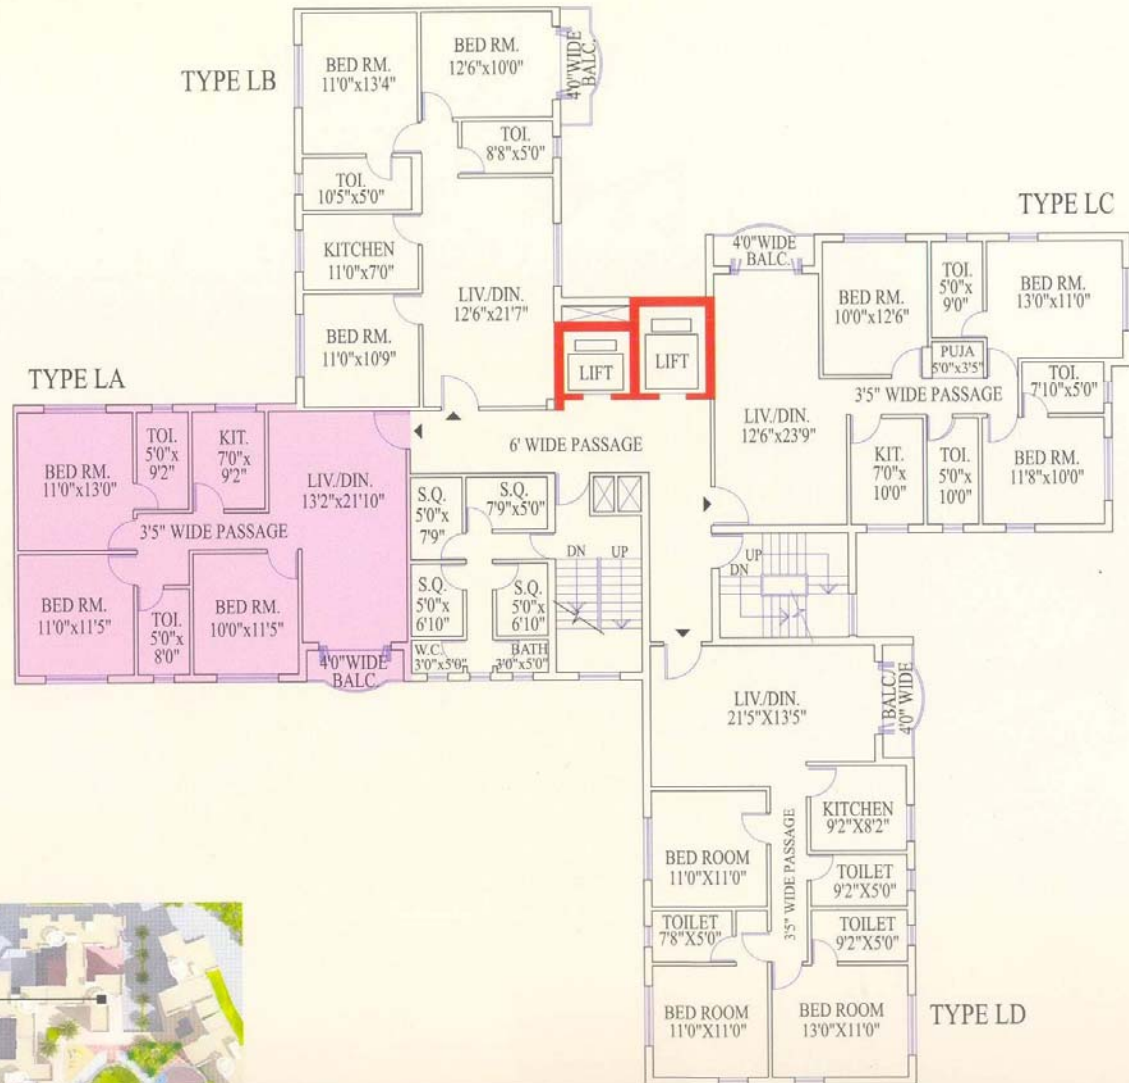 TYPE LB
BED RM.
11'0"x13'4"
BED RM.
12'6"x10'0"
4'0"WIDE
BALC.
TOI.
8'8"x5'0"
TOI.
10'5"x5'0"
KITCHEN
11'0"x7'0"
LIV./DIN.
12'6"x21'7"
BED RM.
11'0"x10'9"
LIFT
LIFT
TYPE LC
4'0"WIDE
BALC.
BED RM.
10'0"x12'6"
TOI.
5'0"x
9'0"
BED RM.
13'0"x11'0"
PUJA
5'0"x3'5"
TOI.
7'10"x5'0"
3'5" WIDE PASSAGE
LIV./DIN.
12'6"x23'9"
KIT.
7'0"x
10'0"
TOI.
5'0"x
10'0"
BED RM.
11'8"x10'0"
TYPE LA
BED RM.
11'0"x13'0"
TOI.
5'0"x
9'2"
KIT.
7'0"x
9'2"
LIV./DIN.
13'2"x21'10"
3'5" WIDE PASSAGE
BED RM.
11'0"x11'5"
TOI.
5'0"x
8'0"
BED RM.
10'0"x11'5"
4'0"WIDE
BALC.
6' WIDE PASSAGE
S.Q.
5'0"x
7'9"
S.Q.
7'9"x5'0"
S.Q.
5'0"x
6'10"
S.Q.
5'0"x
6'10"
W.C.
3'0"x5'0"
BATH
3'0"x5'0"
DN
UP
UP
DN
LIV./DIN.
21'5"X13'5"
BALC./
4'0" WIDE
KITCHEN
9'2"X8'2"
3'5" WIDE PASSAGE
BED ROOM
11'0"X11'0"
TOILET
9'2"X5'0"
TOILET
7'8"X5'0"
TOILET
9'2"X5'0"
BED ROOM
11'0"X11'0"
BED ROOM
13'0"X11'0"
TYPE LD